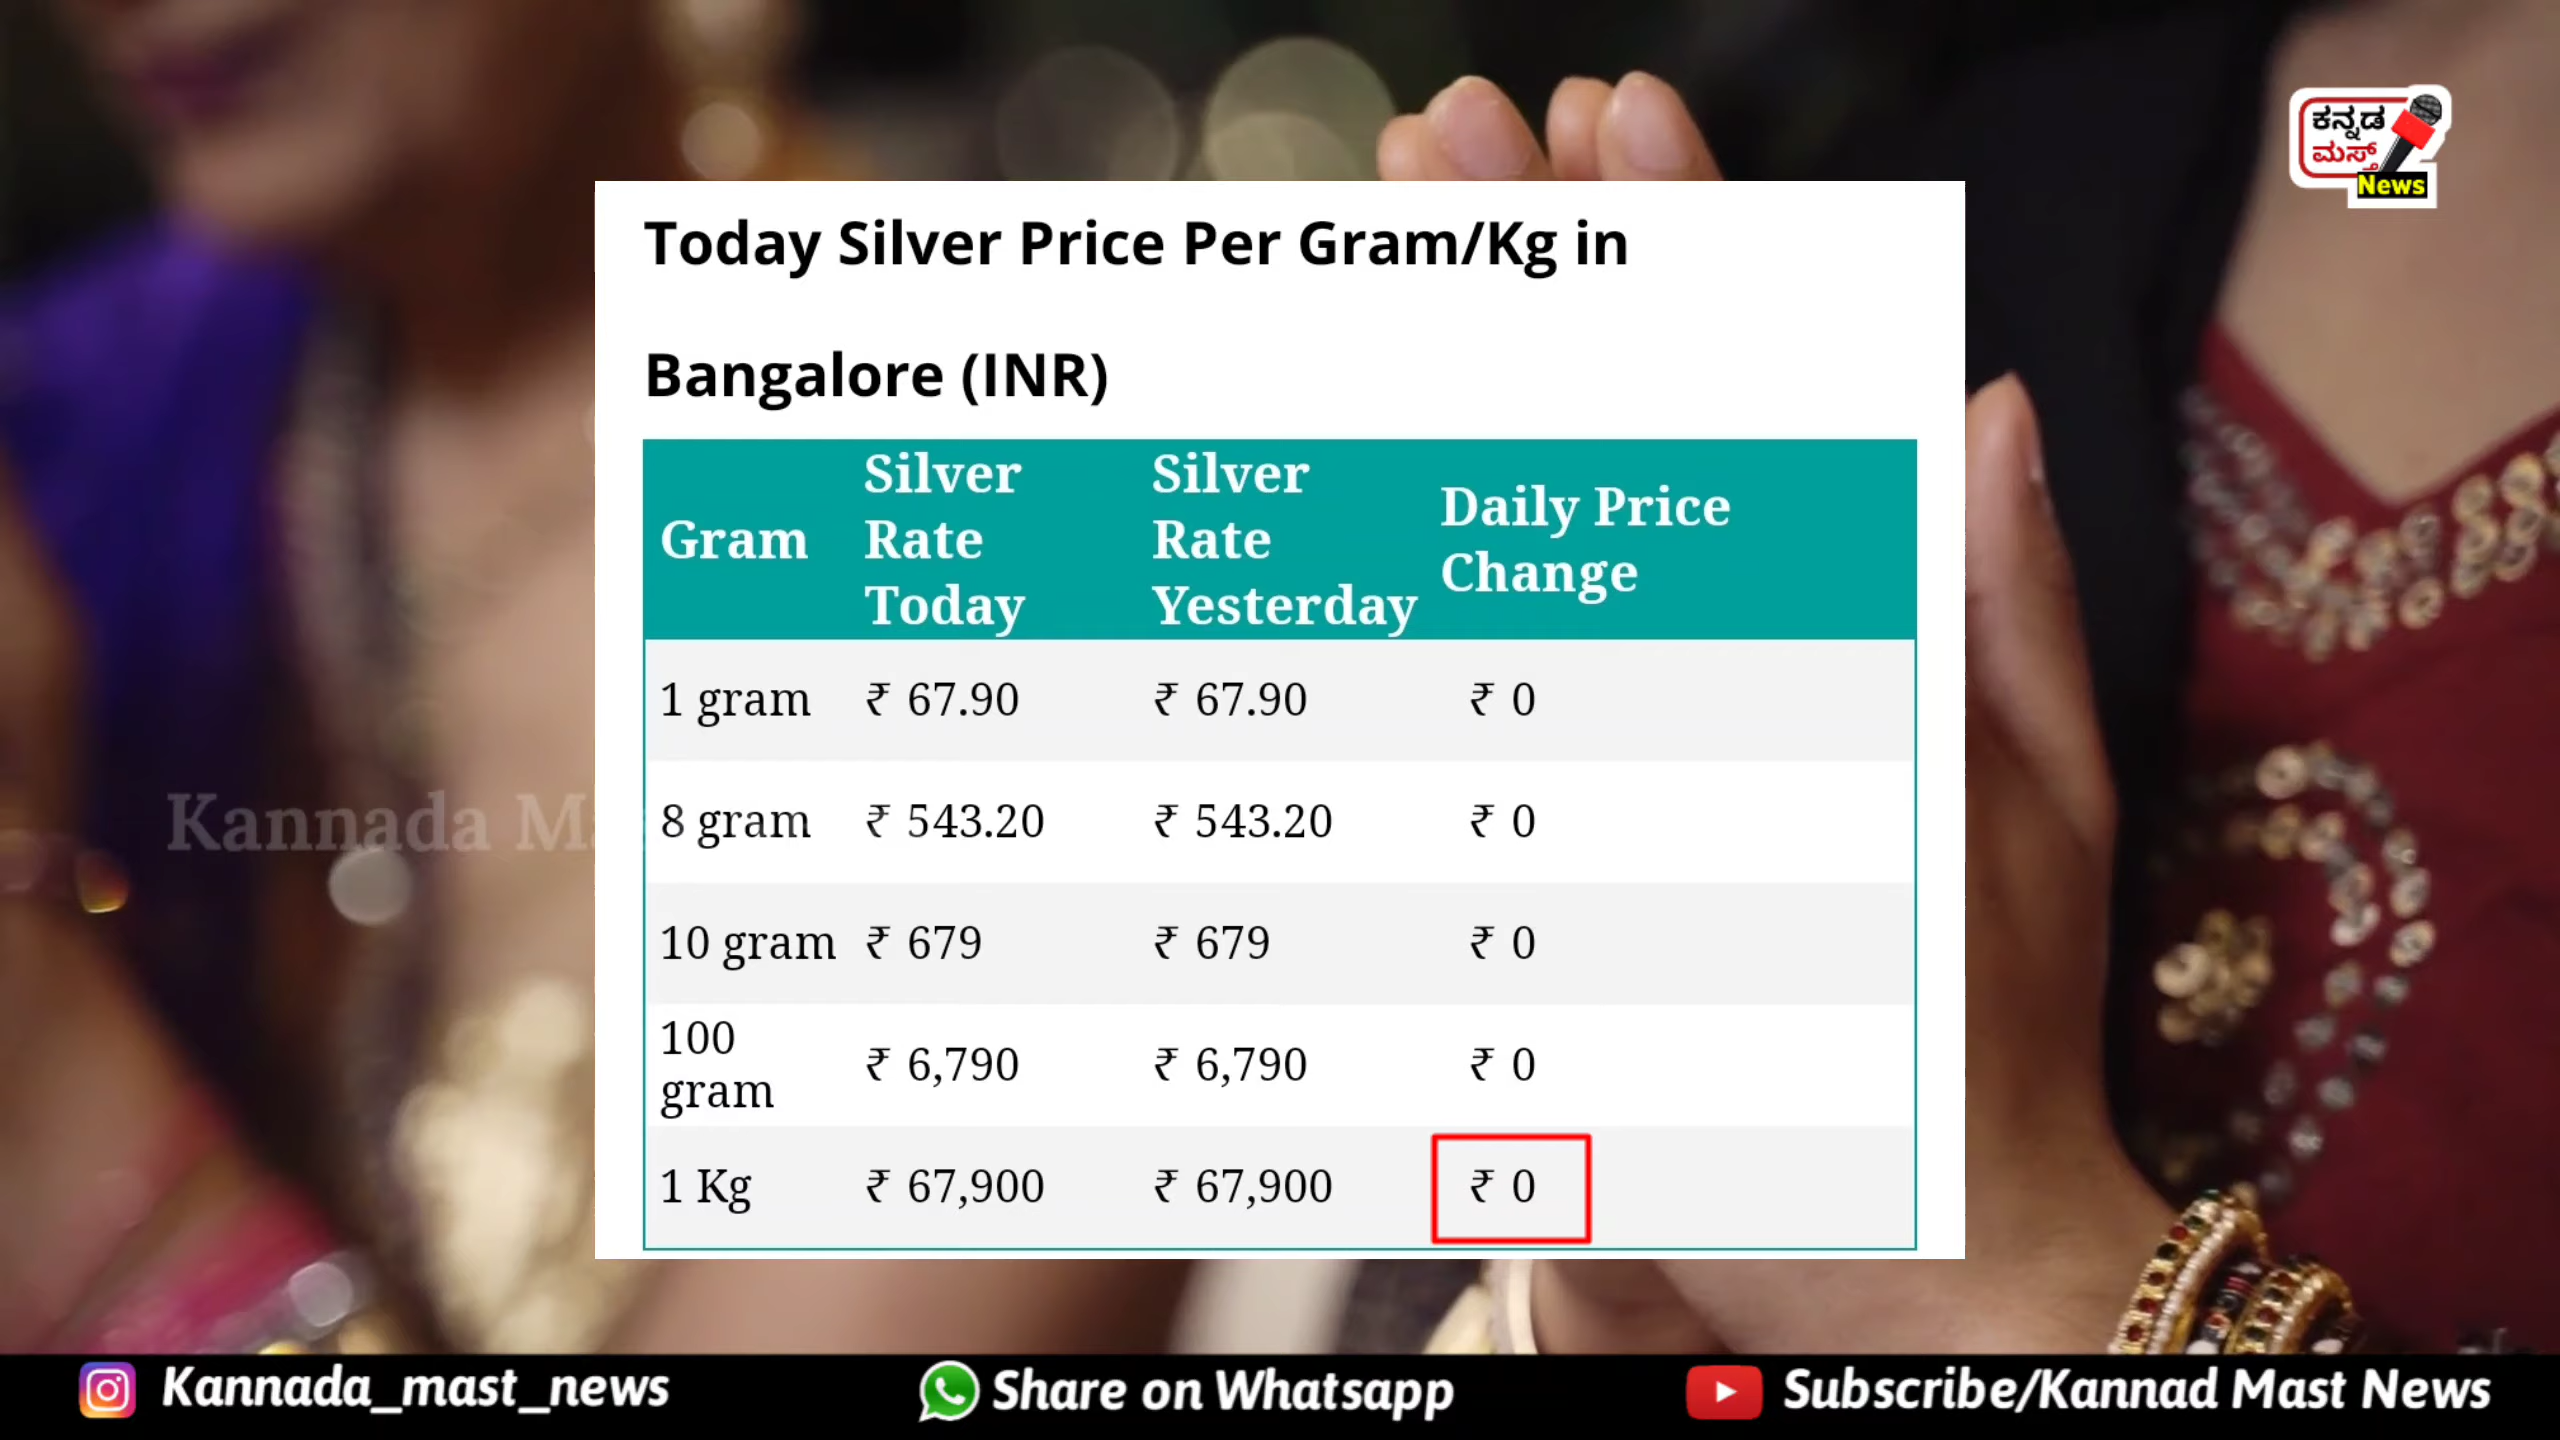 ಕನ್ನಡ
ಮಸ್ತ್
News
Today Silver Price Per Gram/Kg in
Bangalore (INR)
Gram Silver Rate Today Silver Rate Yesterday Daily Price Change
1 gram ₹ 67.90 ₹ 67.90 ₹ 0
8 gram ₹ 543.20 ₹ 543.20 ₹ 0
10 gram ₹ 679 ₹ 679 ₹ 0
100 gram ₹ 6,790 ₹ 6,790 ₹ 0
1 Kg ₹ 67,900 ₹ 67,900 ₹ 0
Kannada
Kannada_mast_news Share on Whatsapp Subscribe/Kannad Mast News